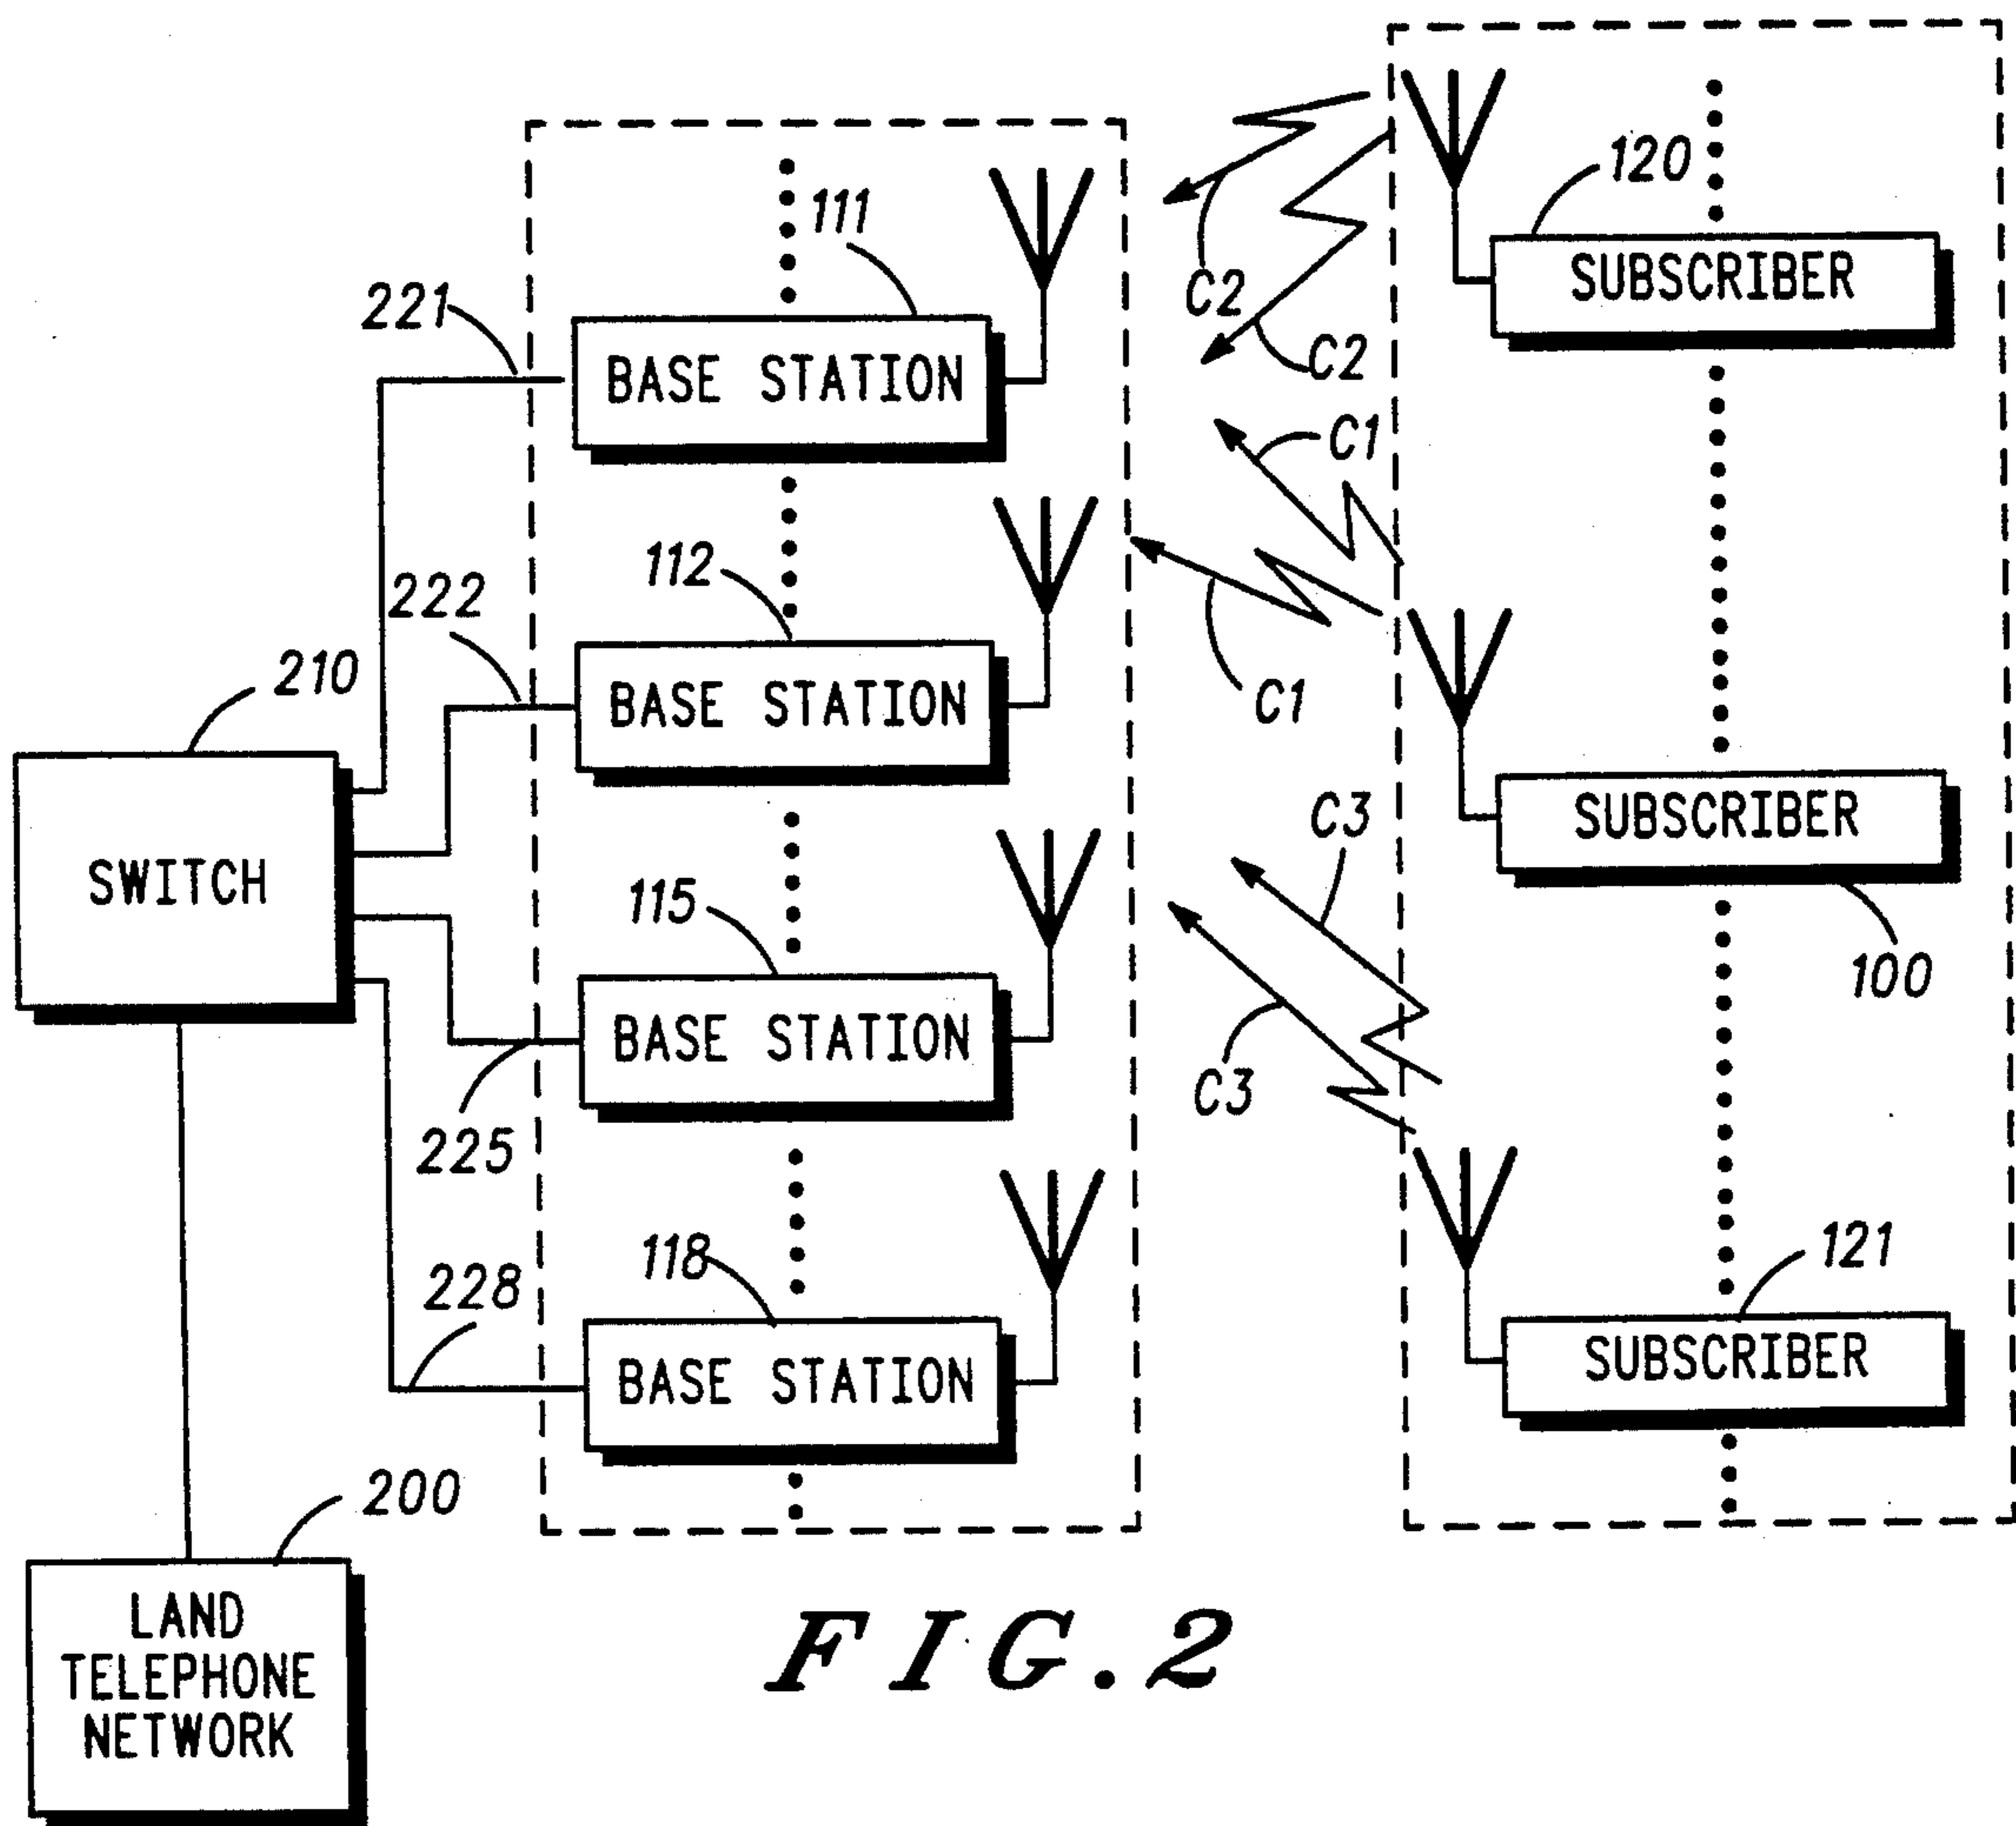 120
SUBSCRIBER
111
221
C2
BASE STATION
C2
C1
112
222
210
BASE STATION
C1
SUBSCRIBER
C3
SWITCH
115
100
BASE STATION
C3
225
118
121
228
BASE STATION
SUBSCRIBER
200
LAND
TELEPHONE
NETWORK
FIG.2